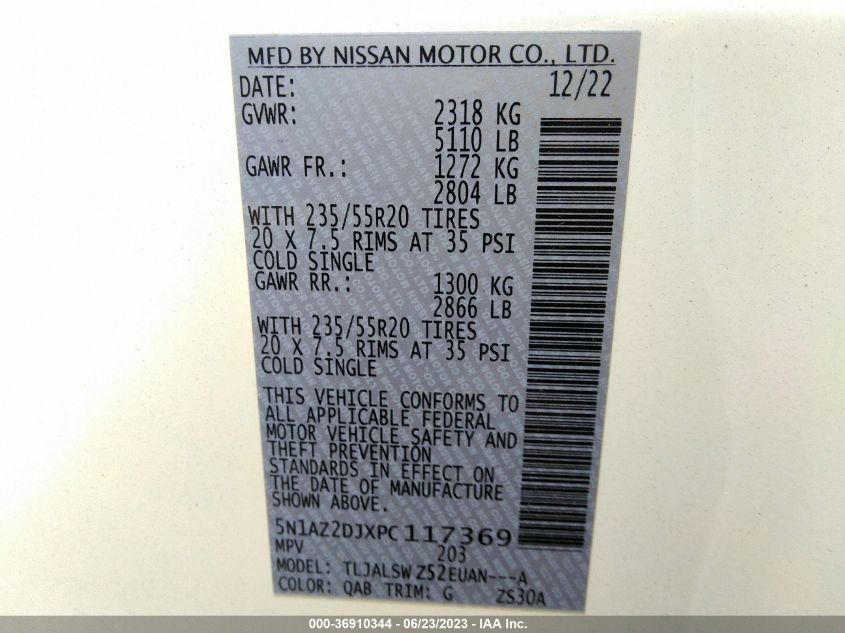 MFD BY NISSAN MOTOR CO., LTD.
DATE: 12/22
GVWR: 2318 KG
5110 LB
GAWR FR.: 1272 KG
2804 LB
WITH 235/55R20 TIRES
20 X 7.5 RIMS AT 35 PSI
COLD SINGLE
GAWR RR.: 1300 KG
2866 LB
WITH 235/55R20 TIRES
20 X 7.5 RIMS AT 35 PSI
COLD SINGLE
THIS VEHICLE CONFORMS TO
ALL APPLICABLE FEDERAL
MOTOR VEHICLE SAFETY AND
THEFT PREVENTION
STANDARDS IN EFFECT ON
THE DATE OF MANUFACTURE
SHOWN ABOVE.
5N1AZ2DJXPC117369
MPV 203
MODEL: TLJALSW Z52EUAN---A
COLOR: QAB TRIM: G ZS30A
000-36910344 - 06/23/2023 - IAA Inc.